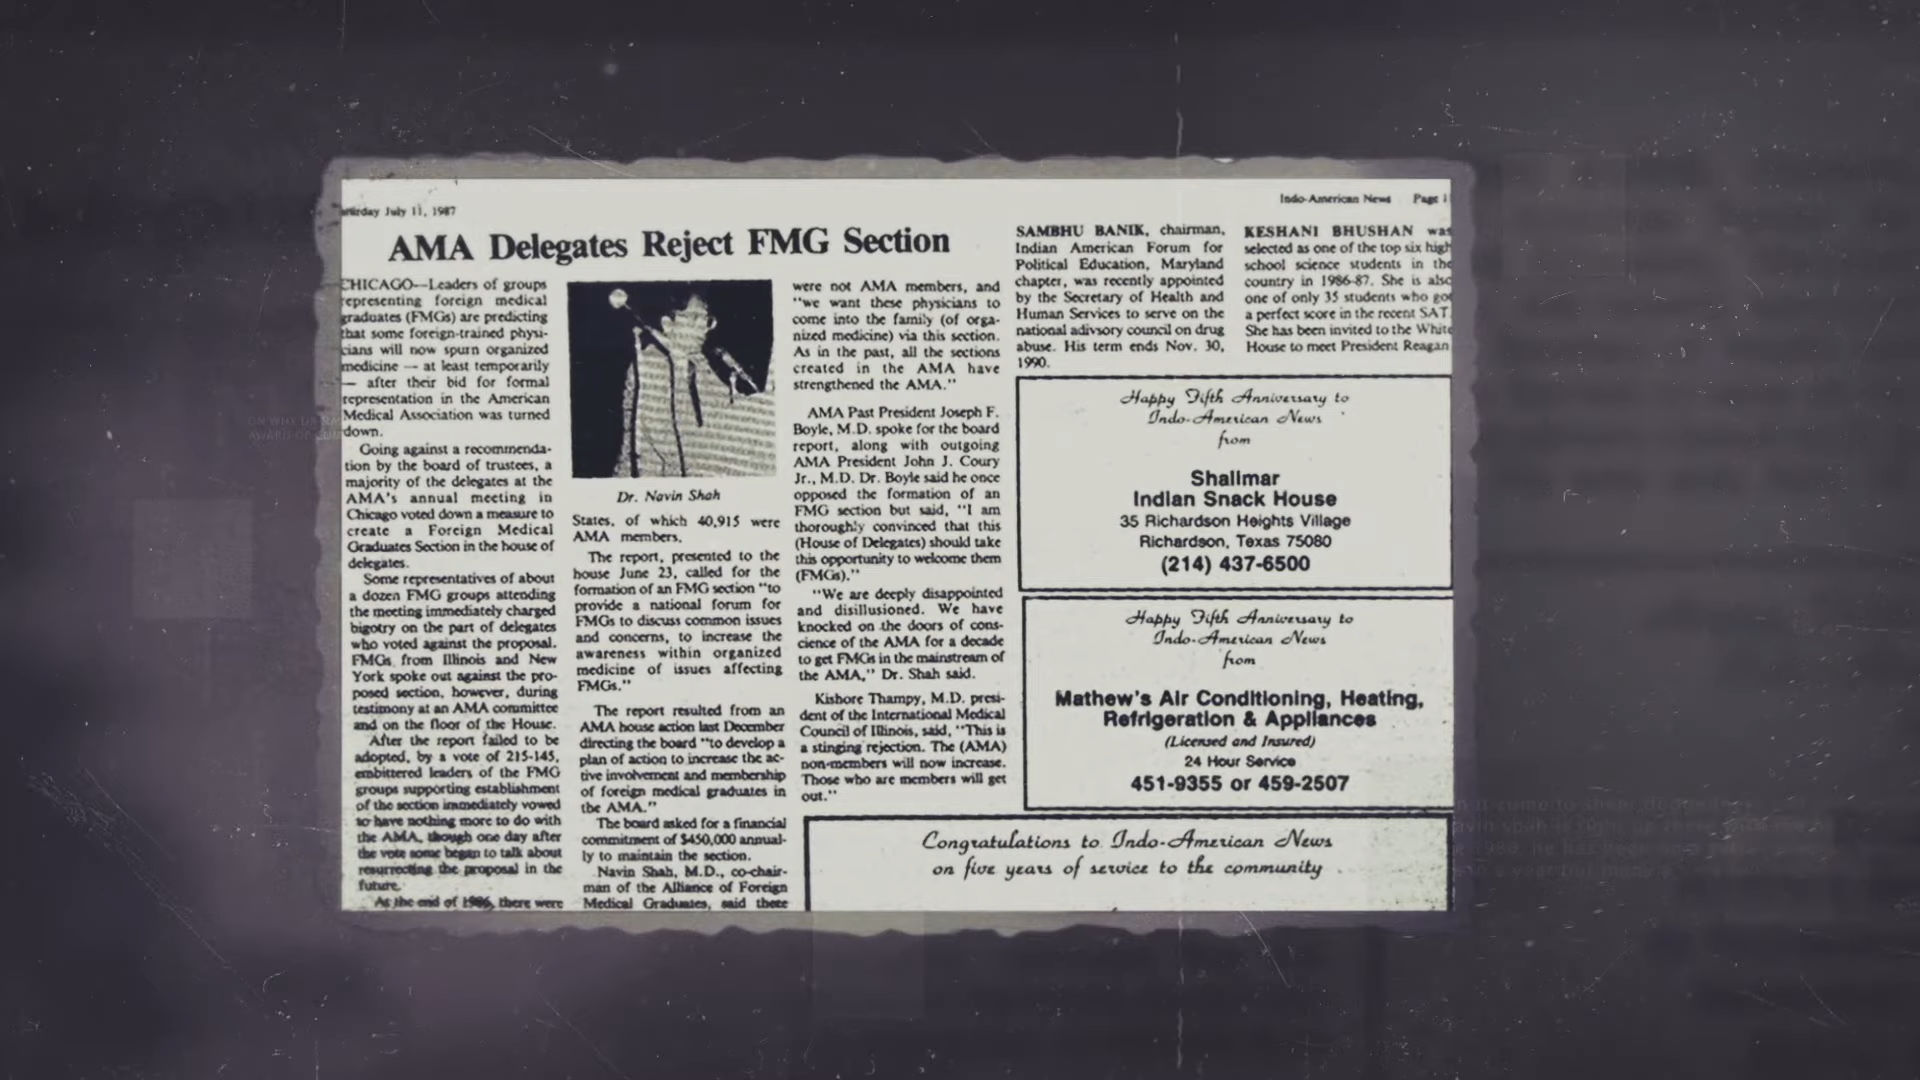 Saturday July 11, 1987
Indo-American News Page 1
AMA Delegates Reject FMG Section
CHICAGO--Leaders of groups
representing foreign medical
graduates (FMGs) are predicting
that some foreign-trained physi-
cians will now spurn organized
medicine — at least temporarily
— after their bid for formal
representation in the American
Medical Association was turned
down.
Going against a recommenda-
tion by the board of trustees, a
majority of the delegates at the
AMA's annual meeting in
Chicago voted down a measure to
create a Foreign Medical
Graduates Section in the house of
delegates.
Some representatives of about
a dozen FMG groups attending
the meeting immediately charged
bigotry on the part of delegates
who voted against the proposal.
FMGs from Illinois and New
York spoke out against the pro-
posed section, however, during
testimony at an AMA committee
and on the floor of the House.
After the report failed to be
adopted, by a vote of 215-145,
embittered leaders of the FMG
groups supporting establishment
of the section immediately vowed
to have nothing more to do with
the AMA, though one day after
the vote some began to talk about
resurrecting the proposal in the
future.
As the end of 1986, there were
Dr. Navin Shah
States, of which 40,915 were
AMA members.
The report, presented to the
house June 23, called for the
formation of an FMG section "to
provide a national forum for
FMGs to discuss common issues
and concerns, to increase the
awareness within organized
medicine of issues affecting
FMGs."
The report resulted from an
AMA house action last December
directing the board "to develop a
plan of action to increase the ac-
tive involvement and membership
of foreign medical graduates in
the AMA."
The board asked for a financial
commitment of $450,000 annual-
ly to maintain the section.
Navin Shah, M.D., co-chair-
man of the Alliance of Foreign
Medical Graduates, said there
were not AMA members, and
"we want these physicians to
come into the family (of orga-
nized medicine) via this section.
As in the past, all the sections
created in the AMA have
strengthened the AMA."
AMA Past President Joseph F.
Boyle, M.D. spoke for the board
report, along with outgoing
AMA President John J. Coury
Jr., M.D. Dr. Boyle said he once
opposed the formation of an
FMG section but said, "I am
thoroughly convinced that this
(House of Delegates) should take
this opportunity to welcome them
(FMGs)."
"We are deeply disappointed
and disillusioned. We have
knocked on the doors of cons-
cience of the AMA for a decade
to get FMGs in the mainstream of
the AMA," Dr. Shah said.
Kishore Thampy, M.D. presi-
dent of the International Medical
Council of Illinois, said, "This is
a stinging rejection. The (AMA)
non-members will now increase.
Those who are members will get
out."
SAMBHU BANIK, chairman,
Indian American Forum for
Political Education, Maryland
chapter, was recently appointed
by the Secretary of Health and
Human Services to serve on the
national adivsory council on drug
abuse. His term ends Nov. 30,
1990.
KESHANI BHUSHAN was
selected as one of the top six high
school science students in the
country in 1986-87. She is also
one of only 35 students who got
a perfect score in the recent SAT.
She has been invited to the White
House to meet President Reagan
Happy Fifth Anniversary to
Indo-American News
from
Shalimar
Indian Snack House
35 Richardson Heights Village
Richardson, Texas 75080
(214) 437-6500
Happy Fifth Anniversary to
Indo-American News
from
Mathew's Air Conditioning, Heating,
Refrigeration & Appliances
(Licensed and Insured)
24 Hour Service
451-9355 or 459-2507
Congratulations to Indo-American News
on five years of service to the community